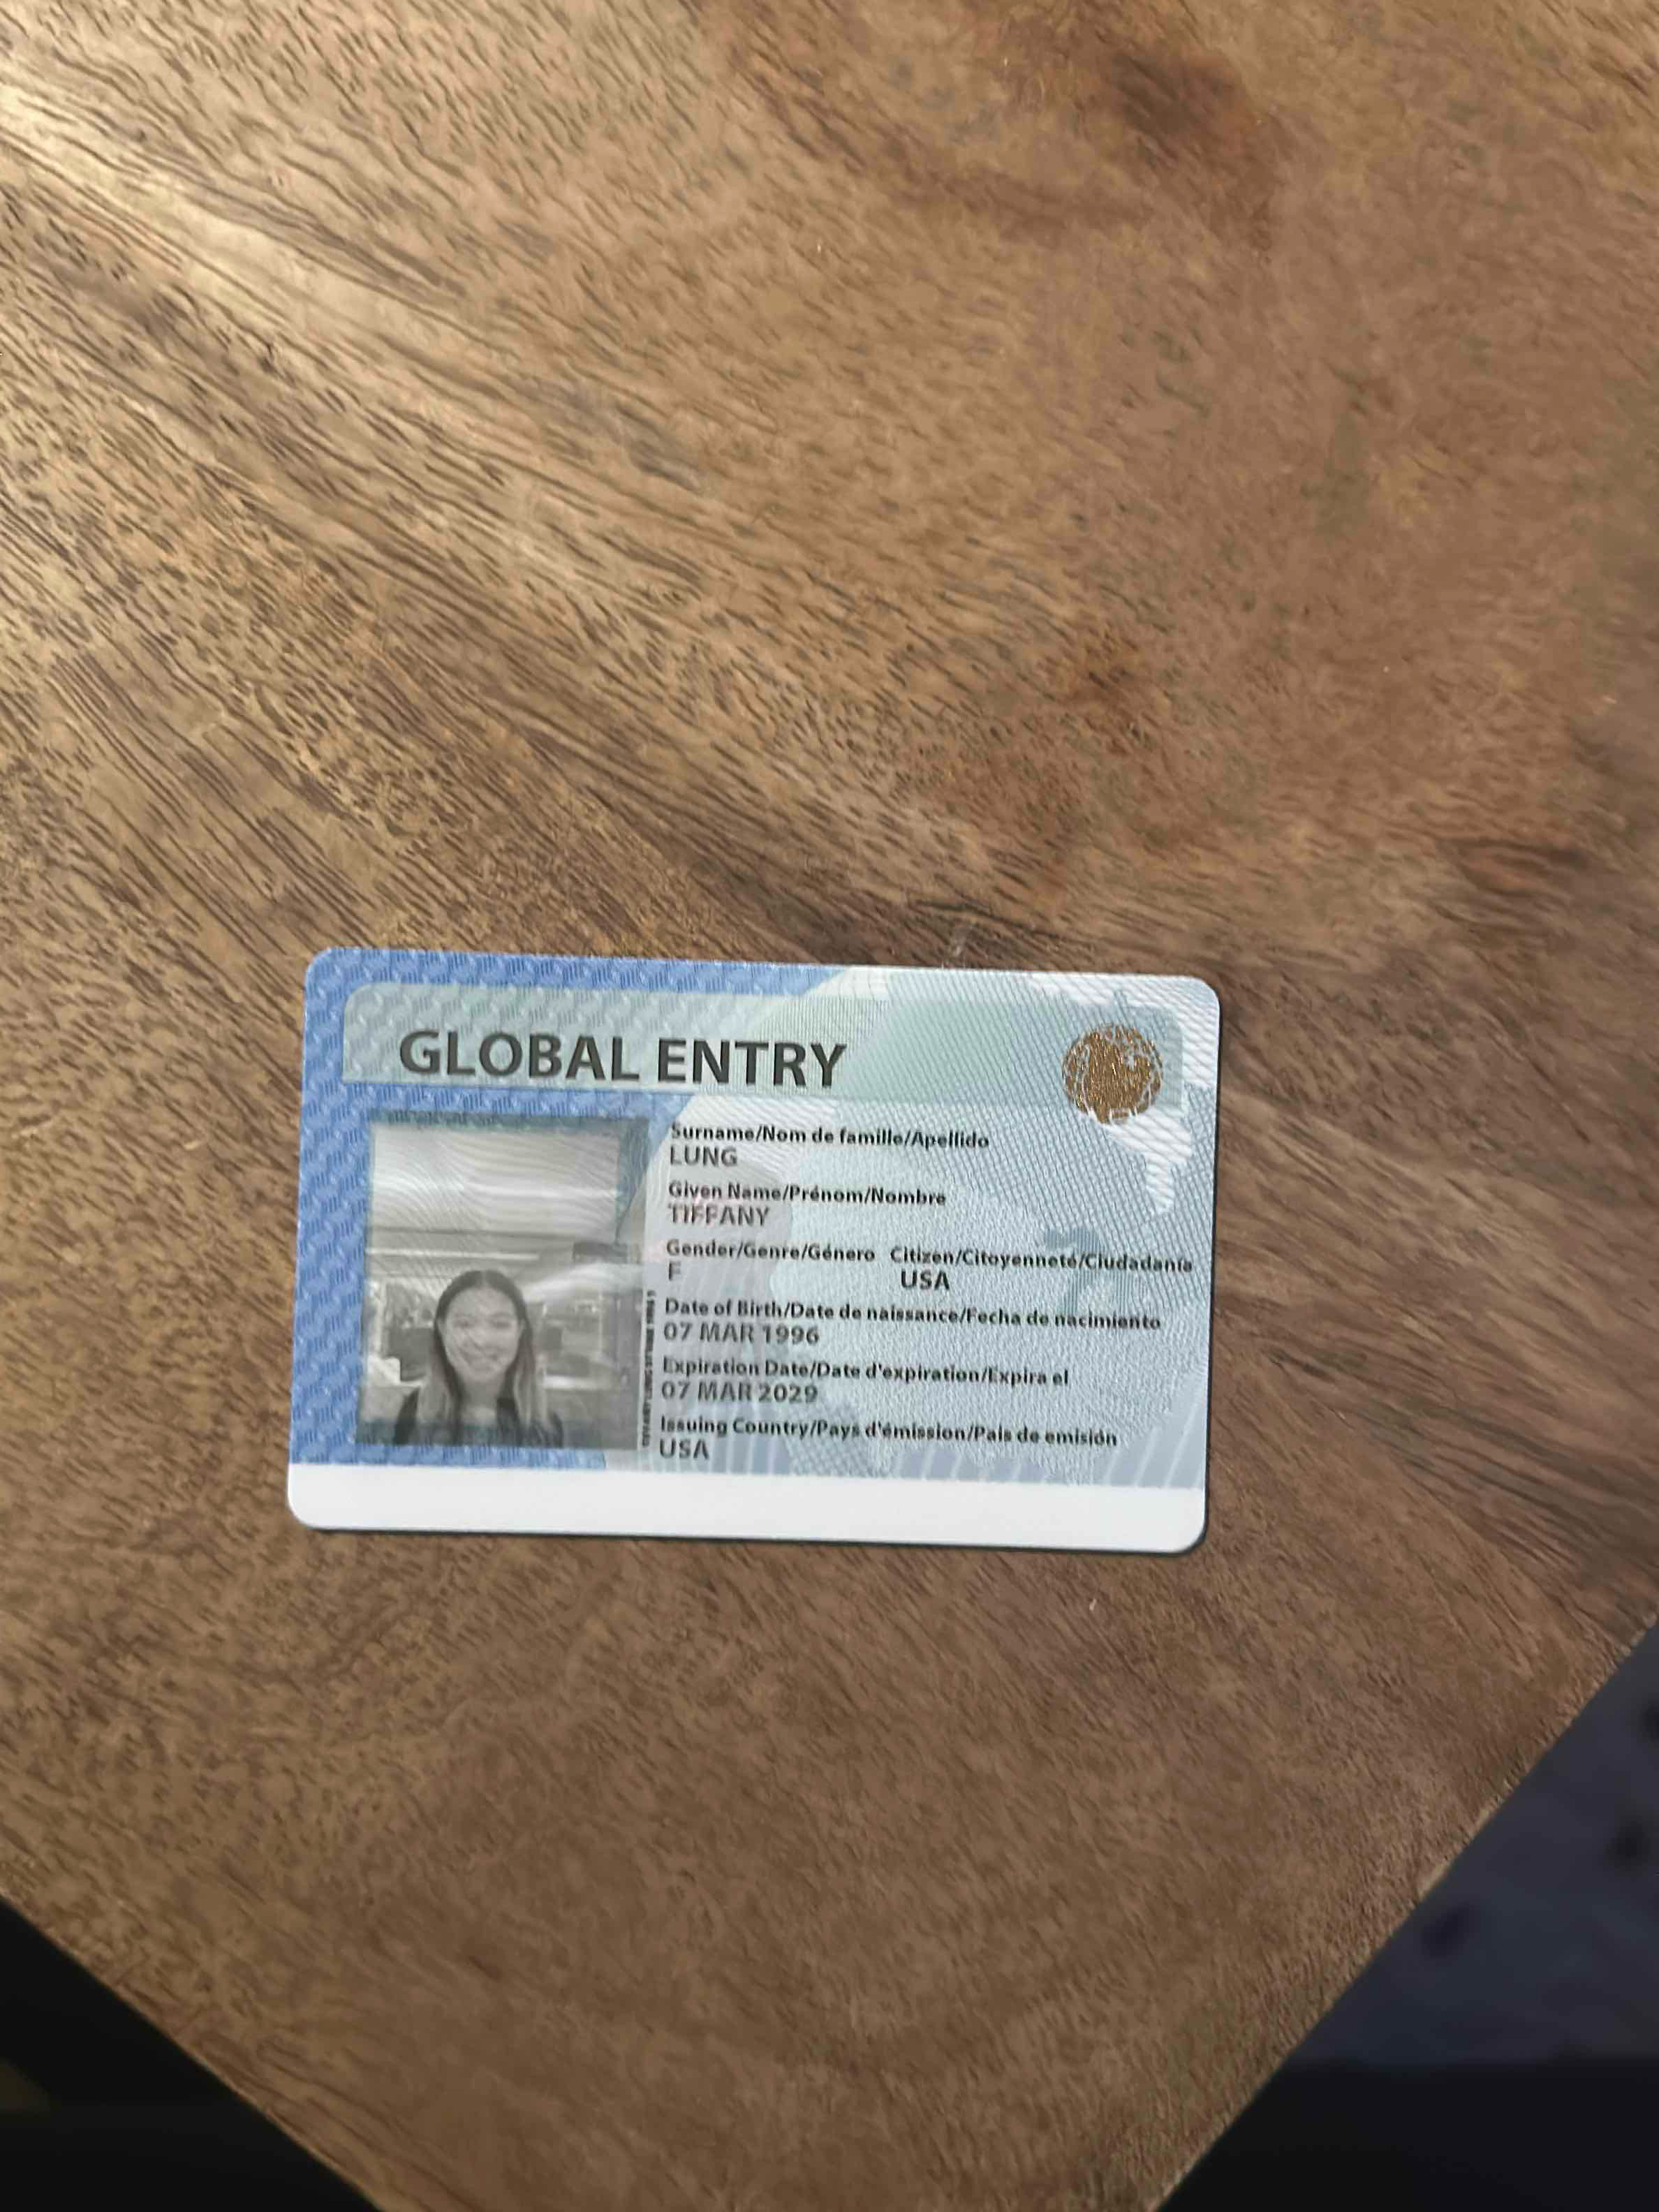 GLOBAL ENTRY
Surname/Nom de famille/Apellido
LUNG
Given Name/Prénom/Nombre
TIFFANY
Gender/Genre/Género Citizen/Citoyenneté/Ciudadanía
F USA
Date of Birth/Date de naissance/Fecha de nacimiento
07 MAR 1996
Expiration Date/Date d'expiration/Expira el
07 MAR 2029
Issuing Country/Pays d'émission/País de emisión
USA